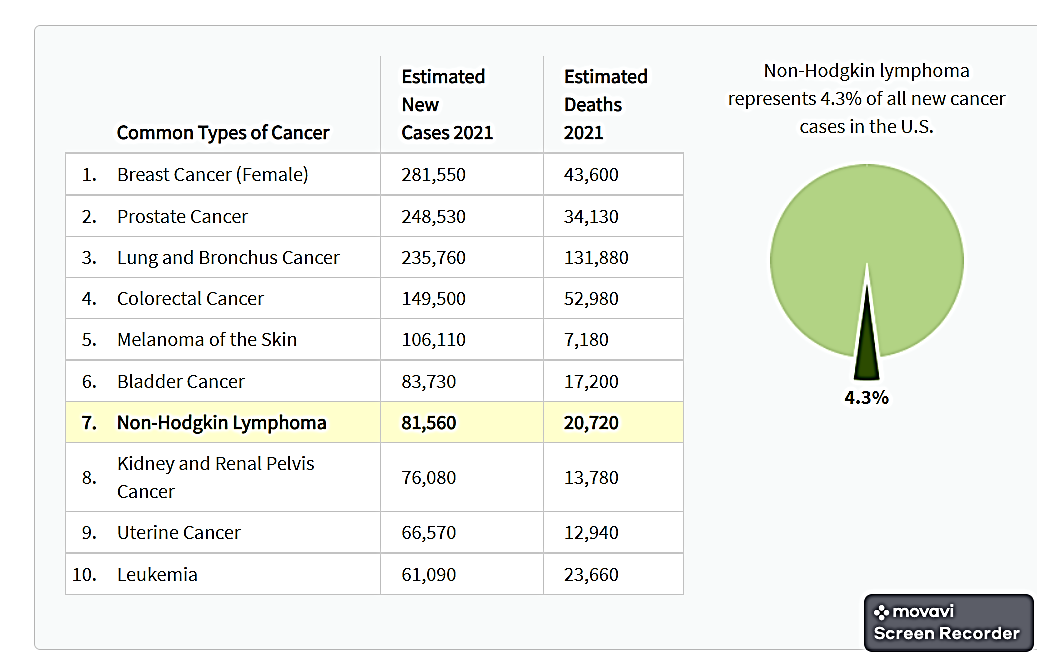 Common Types of Cancer
Estimated
New
Cases 2021
Estimated
Deaths
2021
1. Breast Cancer (Female) 281,550 43,600
2. Prostate Cancer 248,530 34,130
3. Lung and Bronchus Cancer 235,760 131,880
4. Colorectal Cancer 149,500 52,980
5. Melanoma of the Skin 106,110 7,180
6. Bladder Cancer 83,730 17,200
7. Non-Hodgkin Lymphoma 81,560 20,720
8. Kidney and Renal Pelvis
Cancer 76,080 13,780
9. Uterine Cancer 66,570 12,940
10. Leukemia 61,090 23,660
Non-Hodgkin lymphoma
represents 4.3% of all new cancer
cases in the U.S.
4.3%
movavi
Screen Recorder